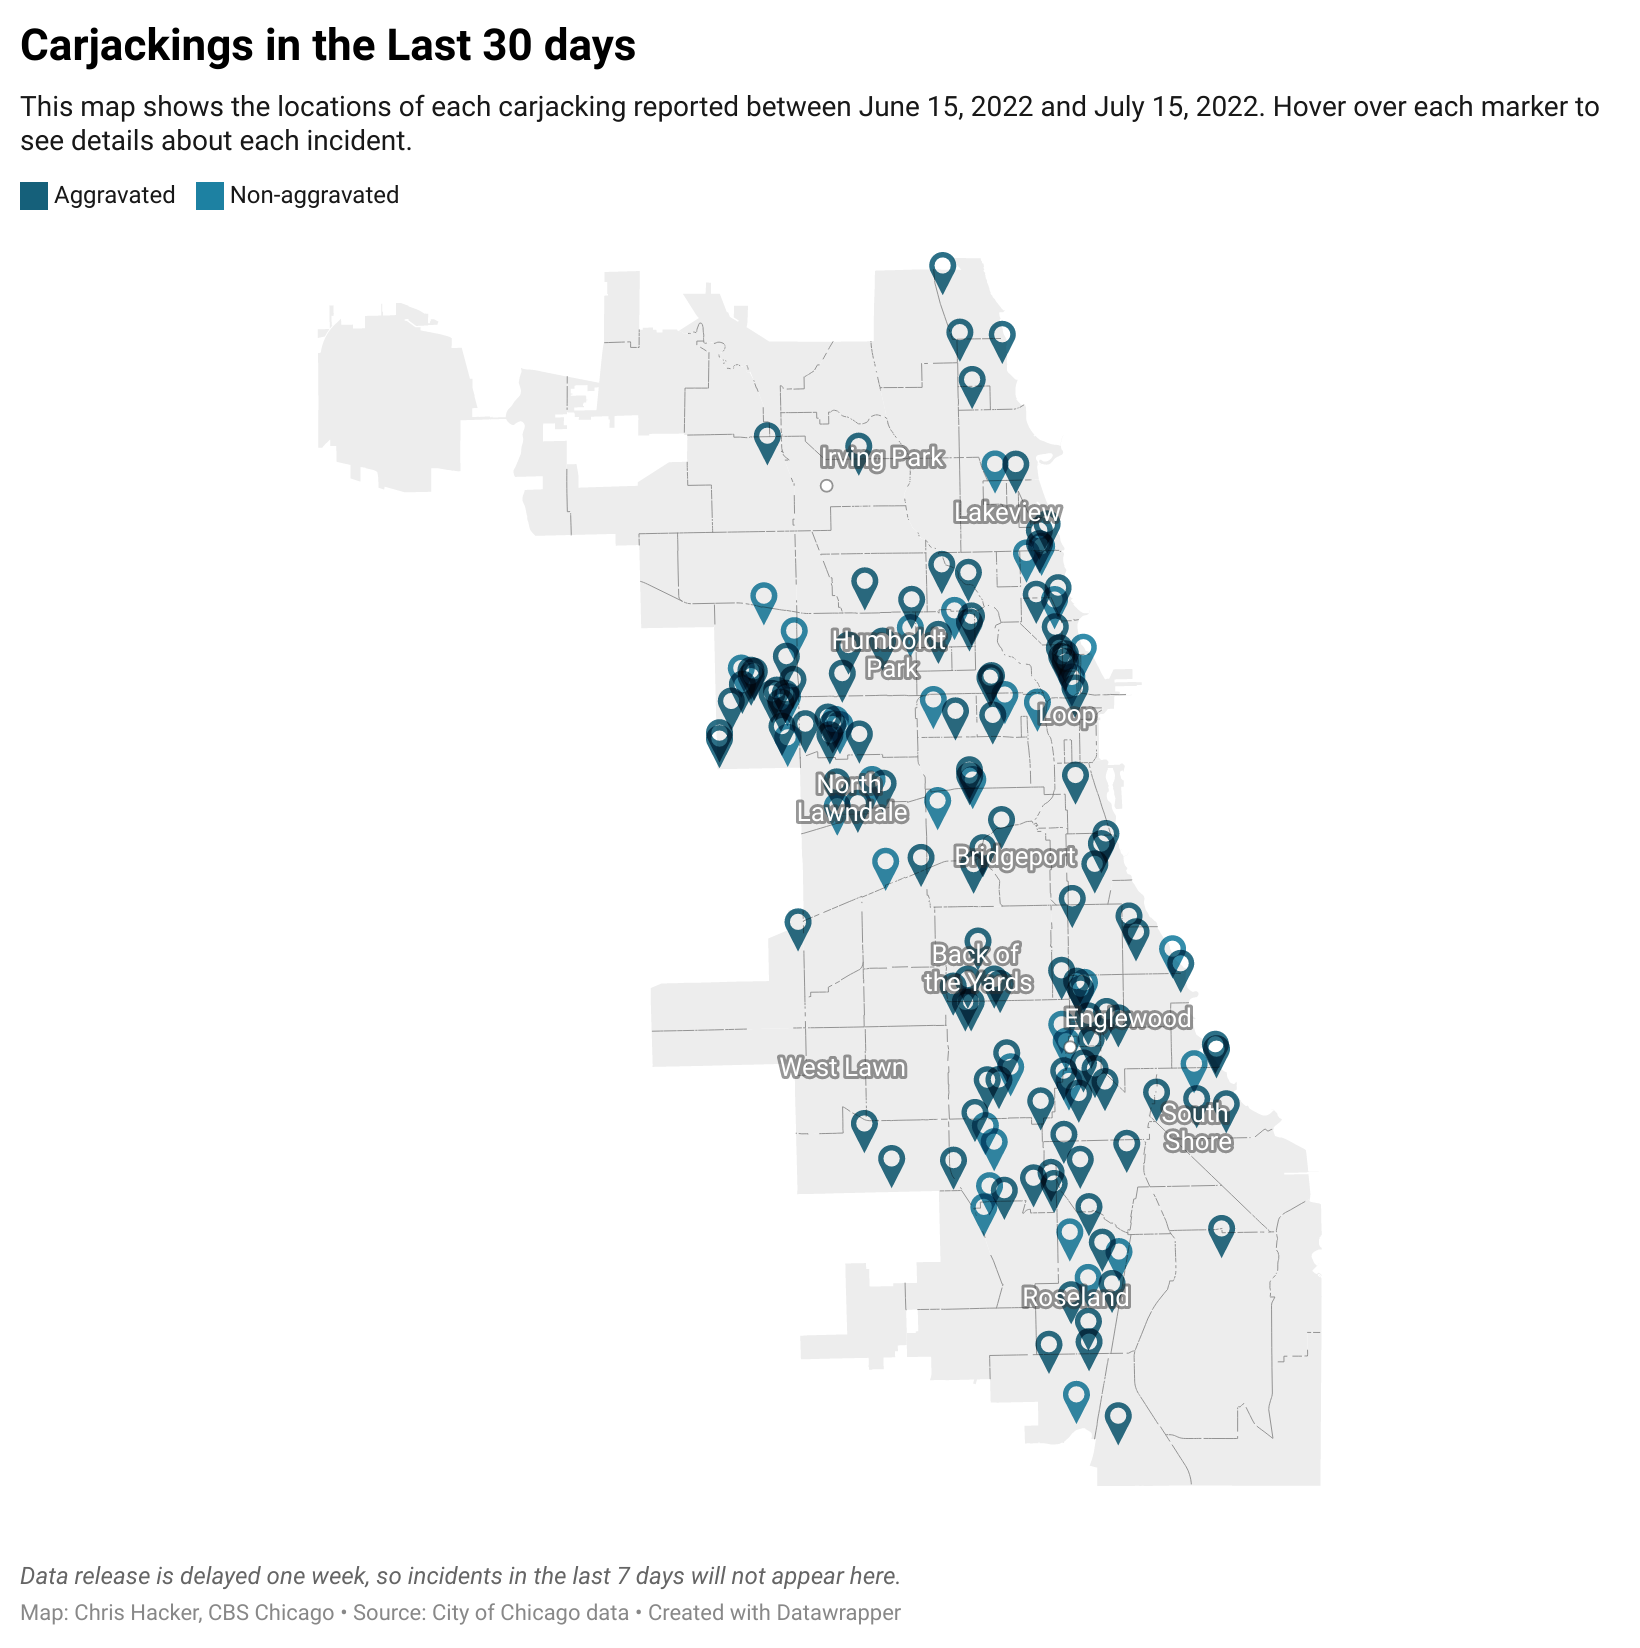 Carjackings in the Last 30 days
This map shows the locations of each carjacking reported between June 15, 2022 and July 15, 2022. Hover over each marker to
see details about each incident.
Aggravated Non-aggravated
Irving Park
Lakeview
Humboldt
Park
Loop
North
Lawndale
Bridgeport
Back of
the Yards
Englewood
West Lawn
South
Shore
Roseland
Data release is delayed one week, so incidents in the last 7 days will not appear here.
Map: Chris Hacker, CBS Chicago • Source: City of Chicago data • Created with Datawrapper